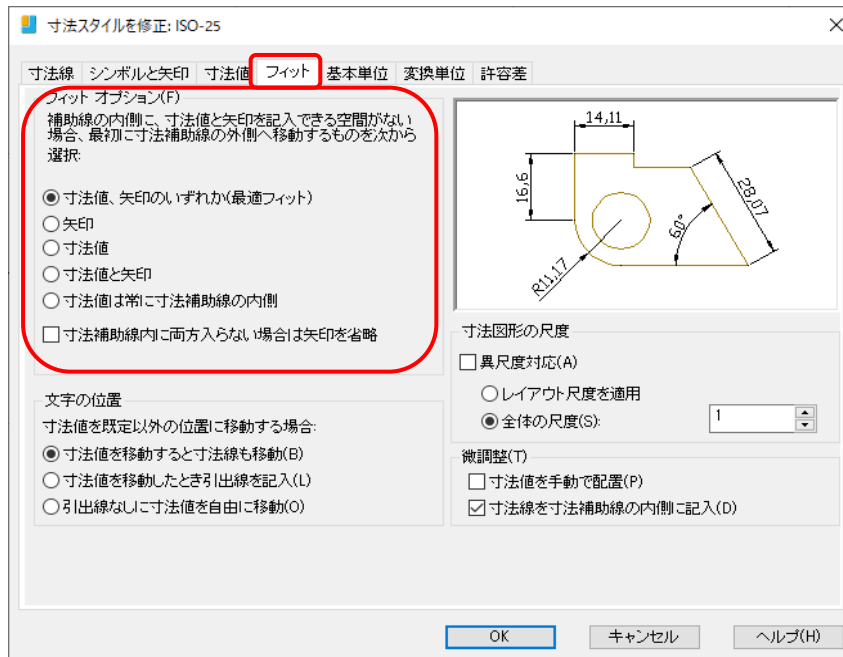 寸法スタイルを修正: ISO-25
寸法線 シンボルと矢印 寸法値 フィット 基本単位 変換単位 許容差
フィット オプション(F)
補助線の内側に、寸法値と矢印を記入できる空間がない
場合、最初に寸法補助線の外側へ移動するものを次から
選択:
寸法値、矢印のいずれか(最適フィット)
矢印
寸法値
寸法値と矢印
寸法値は常に寸法補助線の内側
寸法補助線内に両方入らない場合は矢印を省略
文字の位置
寸法値を既定以外の位置に移動する場合:
寸法値を移動すると寸法線も移動(B)
寸法値を移動したとき引出線を記入(L)
引出線なしに寸法値を自由に移動(O)
14,11
16,6
28,07
60°
R11,17
寸法図形の尺度
異尺度対応(A)
レイアウト尺度を適用
全体の尺度(S): 1
微調整(T)
寸法値を手動で配置(P)
寸法線を寸法補助線の内側に記入(D)
OK キャンセル ヘルプ(H)